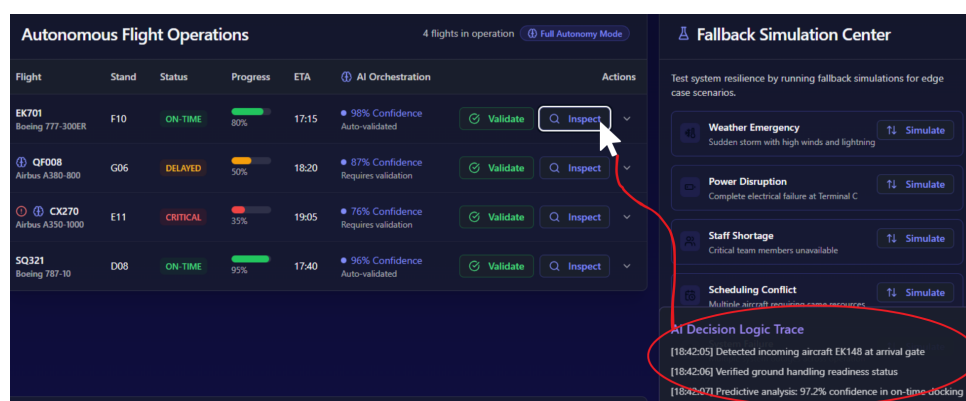 Autonomous Flight Operations
4 flights in operation
Full Autonomy Mode
Flight Stand Status Progress ETA AI Orchestration Actions
EK701 F10 ON-TIME 80% 17:15 98% Confidence Validate Inspect
Boeing 777-300ER Auto-validated
QF008 G06 DELAYED 50% 18:20 87% Confidence Validate Inspect
Airbus A380-800 Requires validation
CX270 E11 CRITICAL 35% 19:05 76% Confidence Validate Inspect
Airbus A350-1000 Requires validation
SQ321 D08 ON-TIME 95% 17:40 96% Confidence Validate Inspect
Boeing 787-10 Auto-validated
Fallback Simulation Center
Test system resilience by running fallback simulations for edge
case scenarios.
Weather Emergency
Sudden storm with high winds and lightning
Simulate
Power Disruption
Complete electrical failure at Terminal C
Simulate
Staff Shortage
Critical team members unavailable
Simulate
Scheduling Conflict
Multiple aircraft requiring same resources
Simulate
AI Decision Logic Trace
[18:42:05] Detected incoming aircraft EK148 at arrival gate
[18:42:06] Verified ground handling readiness status
[18:42:07] Predictive analysis: 97.2% confidence in on-time docking